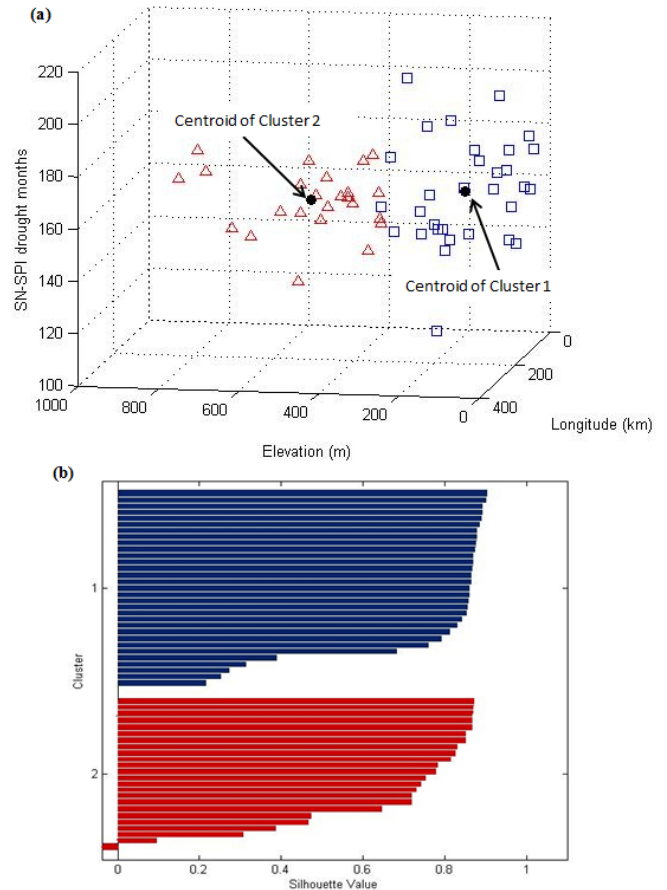 (a)
220
200
180
160
140
120
100
SN-SPI drought months
Centroid of Cluster 2
Centroid of Cluster 1
1000
800
600
400
200
0
Elevation (m)
0
200
400
Longitude (km)
(b)
1
2
Cluster
0
0.2
0.4
0.6
0.8
1
Silhouette Value